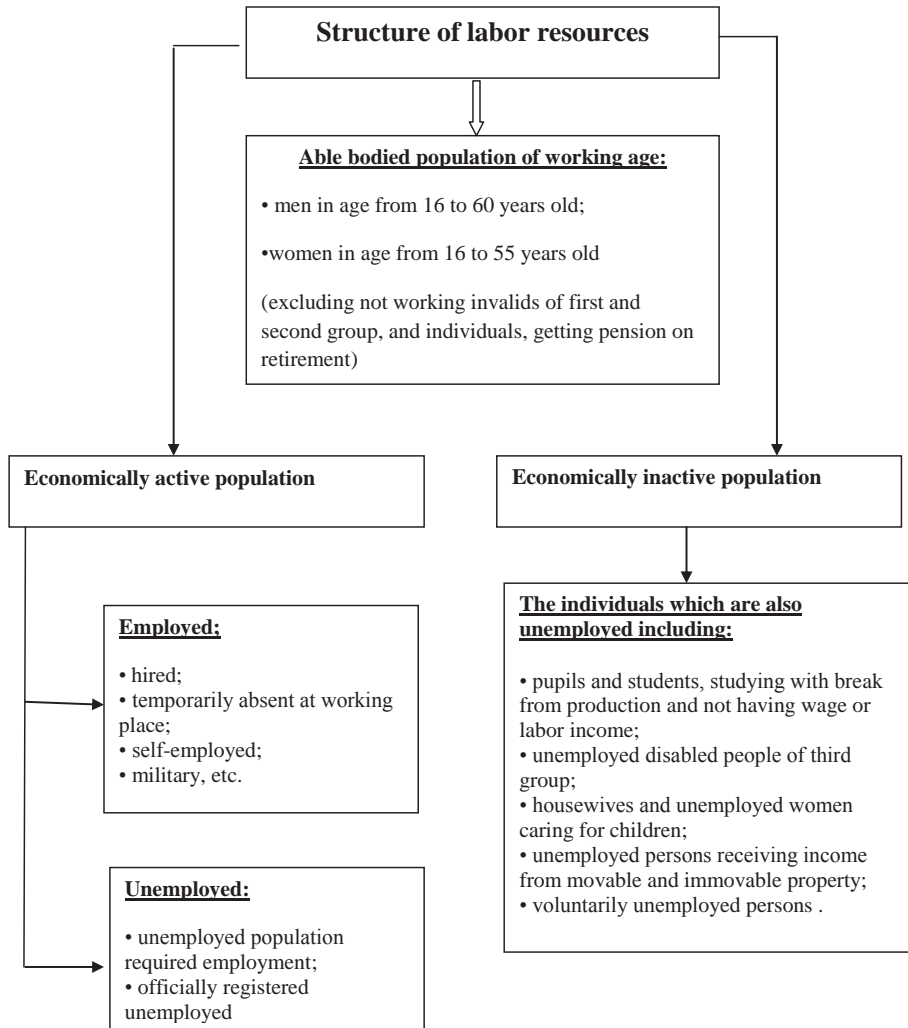 Structure of labor resources
Able bodied population of working age:
• men in age from 16 to 60 years old;
•women in age from 16 to 55 years old
(excluding not working invalids of first and
second group, and individuals, getting pension on
retirement)
Economically active population
Economically inactive population
Employed;
• hired;
• temporarily absent at working
place;
• self-employed;
• military, etc.
Unemployed:
• unemployed population
required employment;
• officially registered
unemployed
The individuals which are also
unemployed including:
• pupils and students, studying with break
from production and not having wage or
labor income;
• unemployed disabled people of third
group;
• housewives and unemployed women
caring for children;
• unemployed persons receiving income
from movable and immovable property;
• voluntarily unemployed persons .